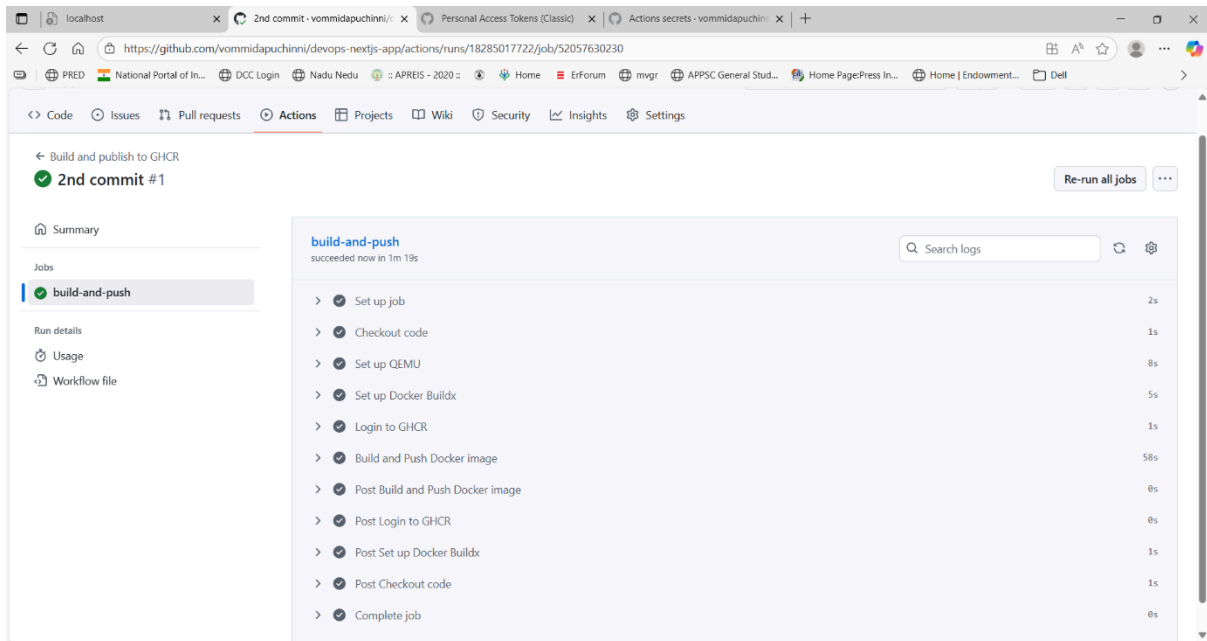 localhost
2nd commit · vommidapuchinni/d
Personal Access Tokens (Classic)
Actions secrets · vommidapuchinn
https://github.com/vommidapuchinni/devops-nextjs-app/actions/runs/18285017722/job/52057630230
PRED
National Portal of In...
DCC Login
Nadu Nedu
:: APREIS - 2020 ::
Home
ErForum
mvgr
APPSC General Stud...
Home Page:Press In...
Home | Endowment...
Dell
Code
Issues
Pull requests
Actions
Projects
Wiki
Security
Insights
Settings
Build and publish to GHCR
2nd commit #1
Re-run all jobs
Summary
Jobs
build-and-push
Run details
Usage
Workflow file
build-and-push
succeeded now in 1m 19s
Search logs
Set up job 2s
Checkout code 1s
Set up QEMU 8s
Set up Docker Buildx 5s
Login to GHCR 1s
Build and Push Docker image 58s
Post Build and Push Docker image 0s
Post Login to GHCR 0s
Post Set up Docker Buildx 1s
Post Checkout code 1s
Complete job 0s